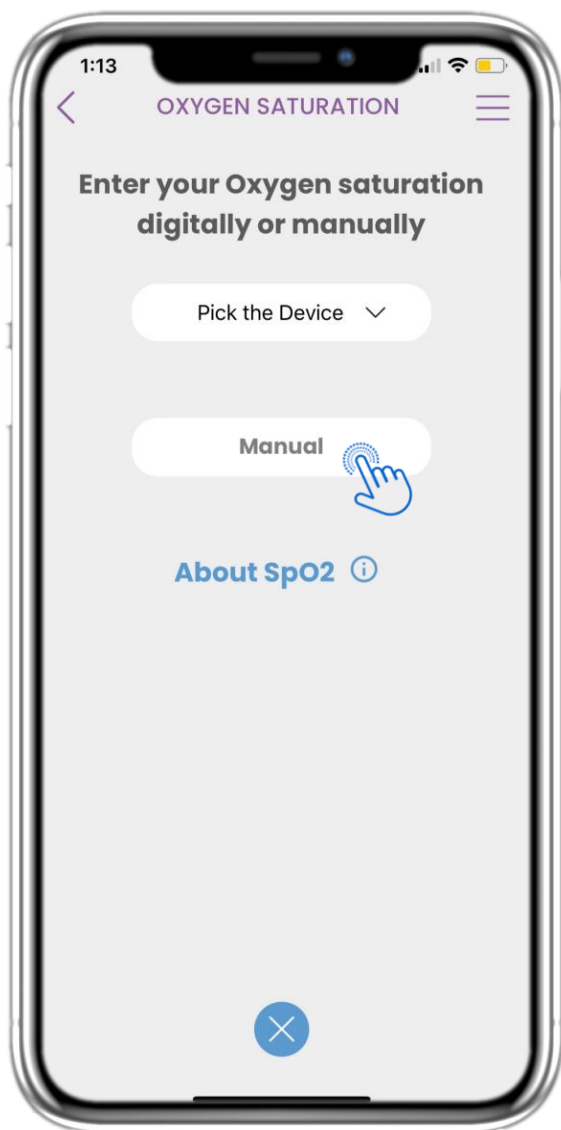 1:13
OXYGEN SATURATION
Enter your Oxygen saturation
digitally or manually
Pick the Device
Manual
About SpO2